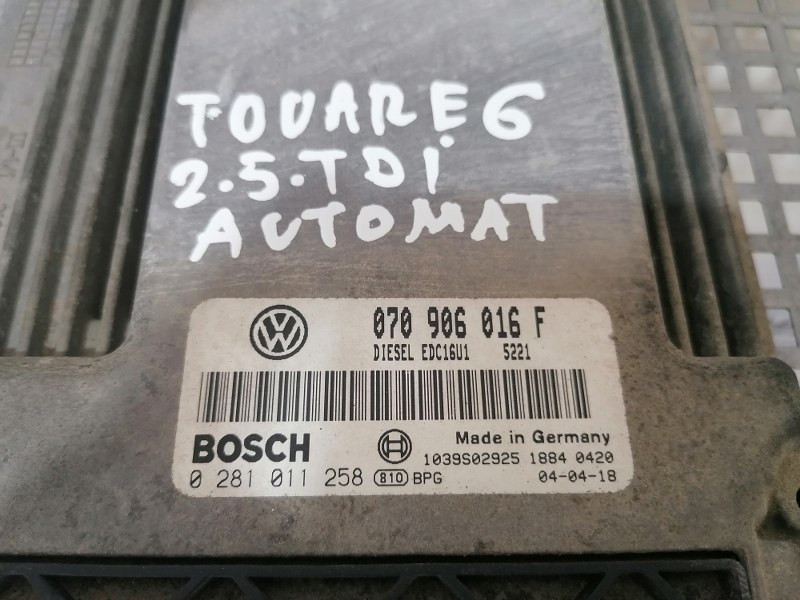 TOUAREG
2.5.TDi
AUTOMAT
070 906 016 F
DIESEL EDC16U1 5221
BOSCH
Made in Germany
1039S02925 1884 0420
0 281 011 258 810 BPG 04-04-18